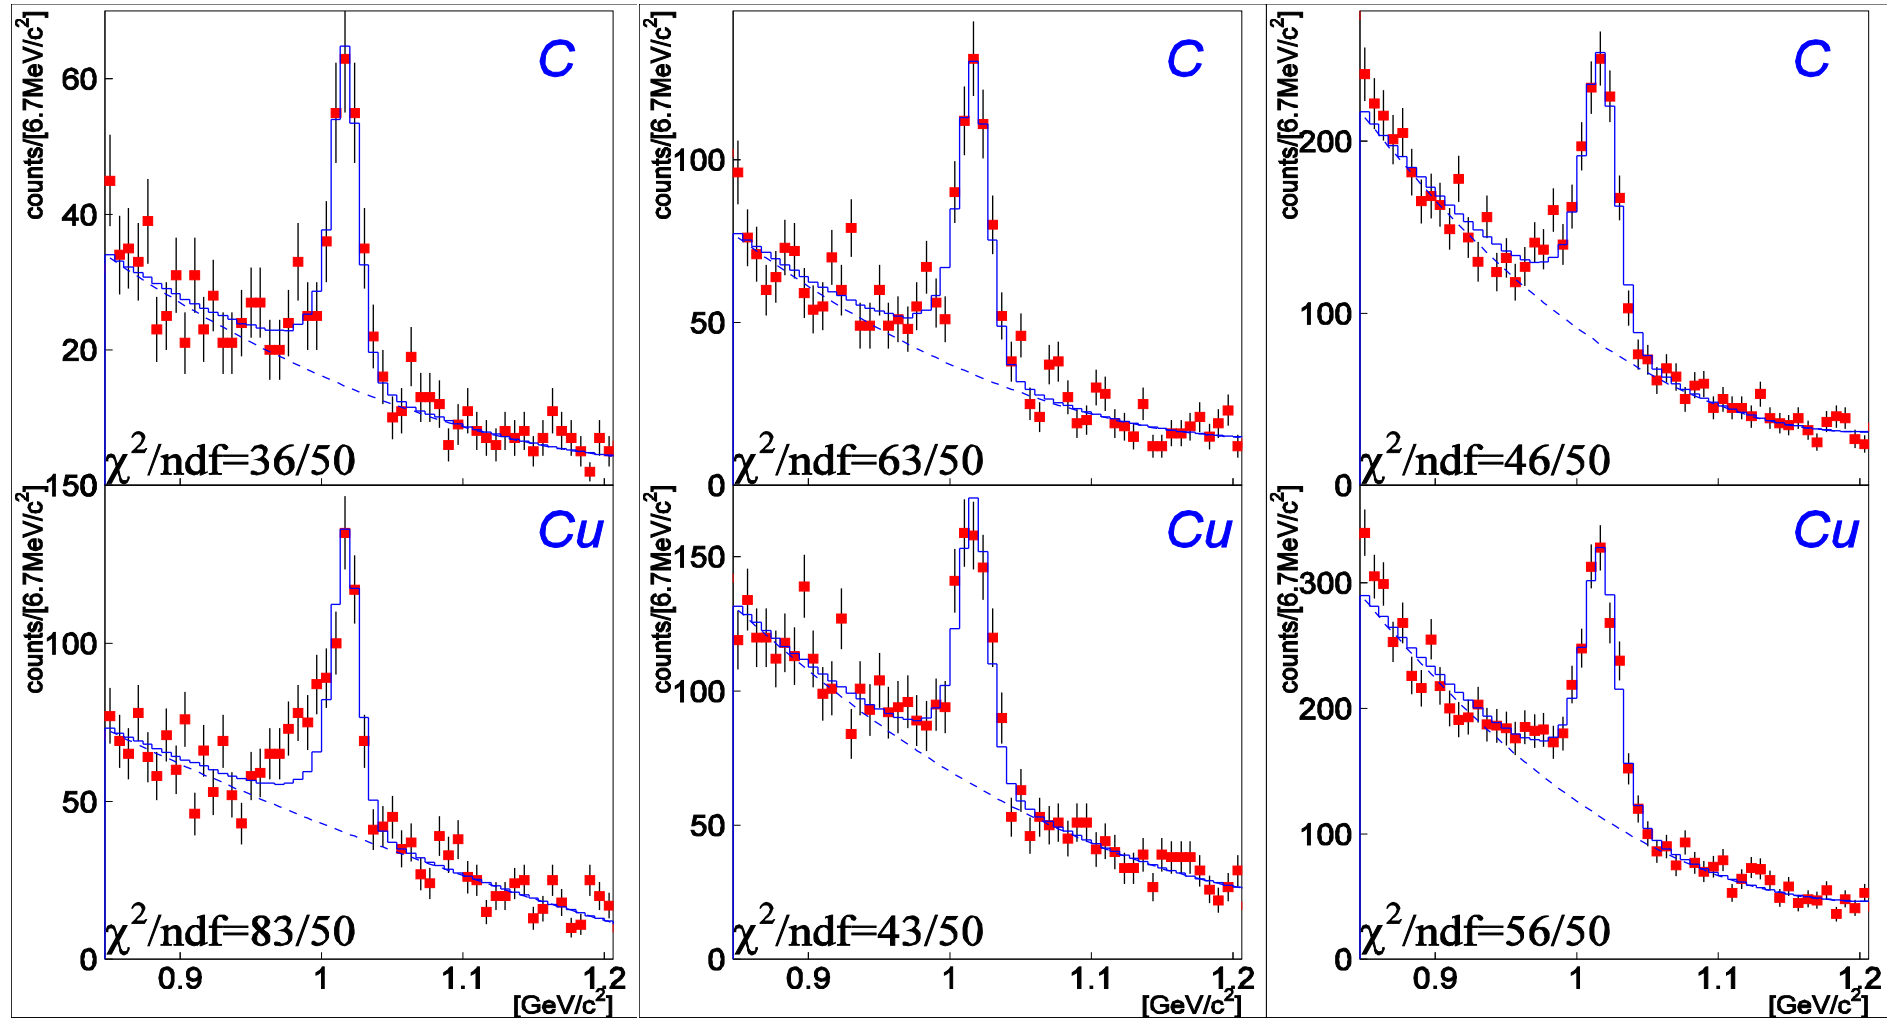 counts/[6.7MeV/c²]
C
60
40
20
χ²/ndf=36/50
counts/[6.7MeV/c²]
C
100
50
0
χ²/ndf=63/50
counts/[6.7MeV/c²]
C
200
100
0
χ²/ndf=46/50
counts/[6.7MeV/c²]
Cu
150
100
50
0
χ²/ndf=83/50
0.9 1 1.1 1.2
[GeV/c²]
counts/[6.7MeV/c²]
Cu
150
100
50
0
χ²/ndf=43/50
0.9 1 1.1 1.2
[GeV/c²]
counts/[6.7MeV/c²]
Cu
300
200
100
0
χ²/ndf=56/50
0.9 1 1.1 1.2
[GeV/c²]